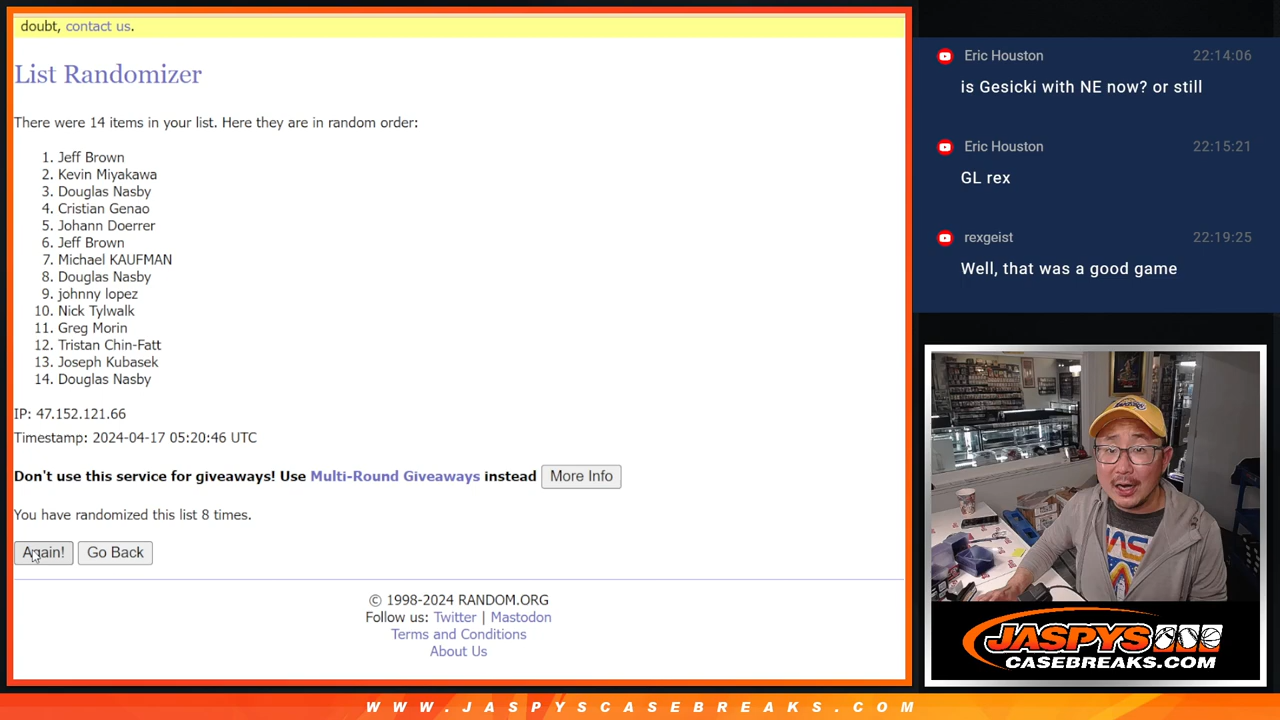 doubt, contact us.
List Randomizer
There were 14 items in your list. Here they are in random order:
1. Jeff Brown
2. Kevin Miyakawa
3. Douglas Nasby
4. Cristian Genao
5. Johann Doerrer
6. Jeff Brown
7. Michael KAUFMAN
8. Douglas Nasby
9. johnny lopez
10. Nick Tylwalk
11. Greg Morin
12. Tristan Chin-Fatt
13. Joseph Kubasek
14. Douglas Nasby
IP: 47.152.121.66
Timestamp: 2024-04-17 05:20:46 UTC
Don't use this service for giveaways! Use Multi-Round Giveaways instead More Info
You have randomized this list 8 times.
Again! Go Back
© 1998-2024 RANDOM.ORG
Follow us: Twitter | Mastodon
Terms and Conditions
About Us
Eric Houston 22:14:06
is Gesicki with NE now? or still
Eric Houston 22:15:21
GL rex
rexgeist 22:19:25
Well, that was a good game
JASPYS
CASEBREAKS.COM
WWW.JASPYSCASEBREAKS.COM